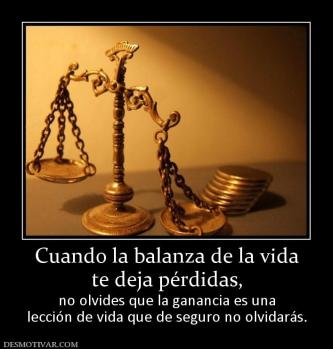 Cuando la balanza de la vida
te deja pérdidas,
no olvides que la ganancia es una
lección de vida que de seguro no olvidarás.
DESMOTIVAR.COM